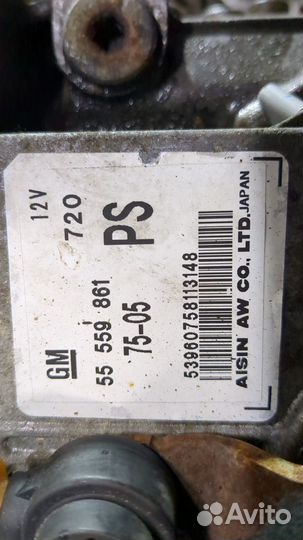 12V 720
PS
GM 55 559 861
75-05
53960758113148
AISIN AW CO., LTD. JAPAN
Avito